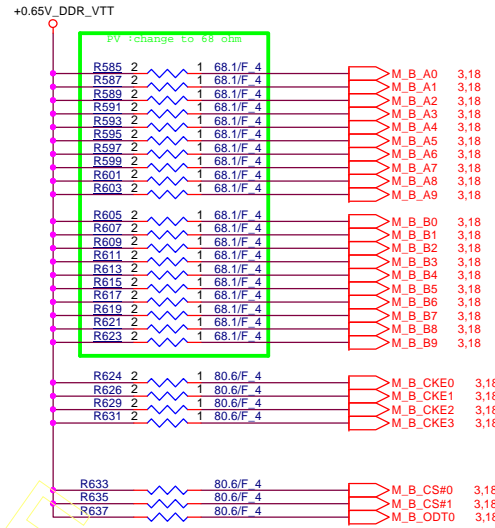 +0.65V_DDR_VTT
PV :change to 68 ohm
R585 2 1 68.1/F_4 M_B_A0 3,18
R587 2 1 68.1/F_4 M_B_A1 3,18
R589 2 1 68.1/F_4 M_B_A2 3,18
R591 2 1 68.1/F_4 M_B_A3 3,18
R593 2 1 68.1/F_4 M_B_A4 3,18
R595 2 1 68.1/F_4 M_B_A5 3,18
R597 2 1 68.1/F_4 M_B_A6 3,18
R599 2 1 68.1/F_4 M_B_A7 3,18
R601 2 1 68.1/F_4 M_B_A8 3,18
R603 2 1 68.1/F_4 M_B_A9 3,18
R605 2 1 68.1/F_4 M_B_B0 3,18
R607 2 1 68.1/F_4 M_B_B1 3,18
R609 2 1 68.1/F_4 M_B_B2 3,18
R611 2 1 68.1/F_4 M_B_B3 3,18
R613 2 1 68.1/F_4 M_B_B4 3,18
R615 2 1 68.1/F_4 M_B_B5 3,18
R617 2 1 68.1/F_4 M_B_B6 3,18
R619 2 1 68.1/F_4 M_B_B7 3,18
R621 2 1 68.1/F_4 M_B_B8 3,18
R623 2 1 68.1/F_4 M_B_B9 3,18
R624 2 1 80.6/F_4 M_B_CKE0 3,18
R626 2 1 80.6/F_4 M_B_CKE1 3,18
R629 2 1 80.6/F_4 M_B_CKE2 3,18
R631 2 1 80.6/F_4 M_B_CKE3 3,18
R633 80.6/F_4 M_B_CS#0 3,18
R635 80.6/F_4 M_B_CS#1 3,18
R637 80.6/F_4 M_B_ODT0 3,18